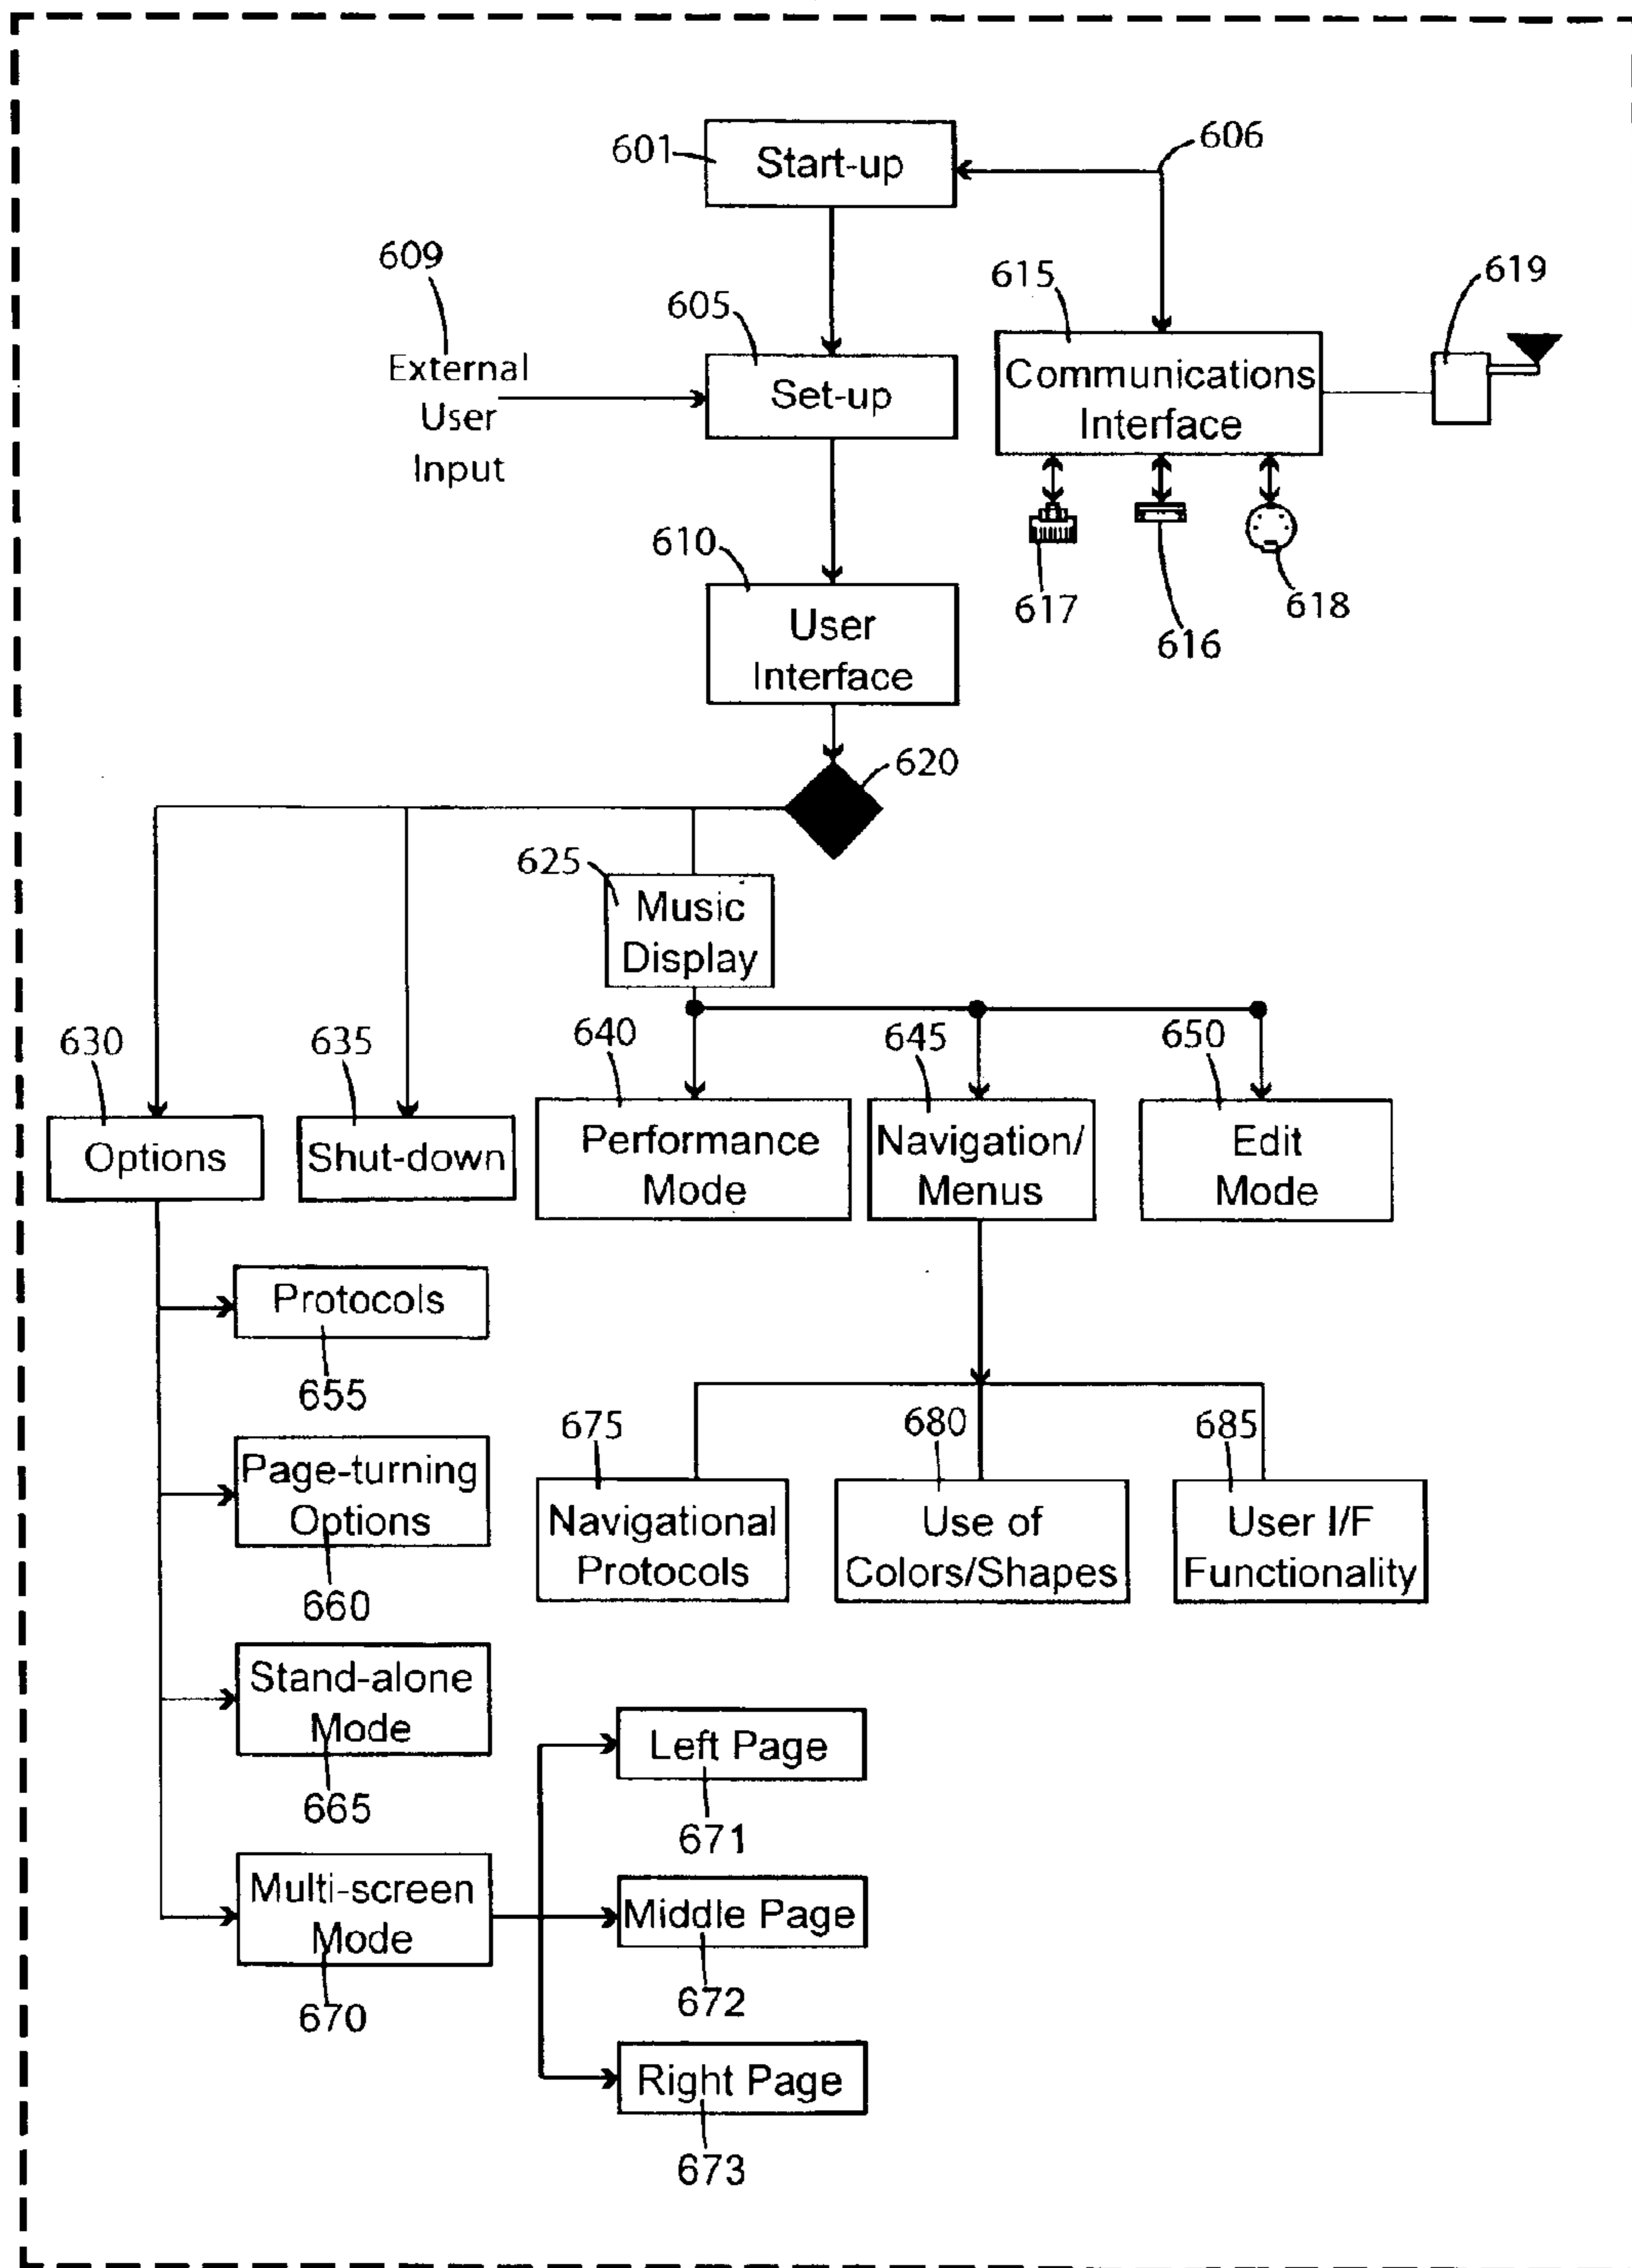 606
601
Start-up
609
615
619
605
External
User
Input
Set-up
Communications
Interface
610
617
616
618
User
Interface
620
625
Music
Display
630
635
640
645
650
Options
Shut-down
Performance
Mode
Navigation/
Menus
Edit
Mode
Protocols
655
675
680
685
Page-turning
Options
660
Navigational
Protocols
Use of
Colors/Shapes
User I/F
Functionality
Stand-alone
Mode
665
Left Page
671
Multi-screen
Mode
670
Middle Page
672
Right Page
673